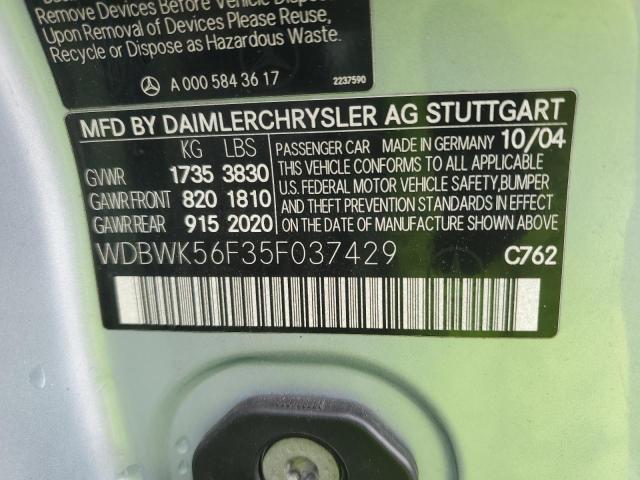 Remove Devices Before Vehicle Disposal
Upon Removal of Devices Please Reuse,
Recycle or Dispose as Hazardous Waste.
A 000 584 36 17
2237590
MFD BY DAIMLERCHRYSLER AG STUTTGART
KG LBS
GVWR 1735 3830
GAWR FRONT 820 1810
GAWR REAR 915 2020
PASSENGER CAR MADE IN GERMANY 10/04
THIS VEHICLE CONFORMS TO ALL APPLICABLE
U.S. FEDERAL MOTOR VEHICLE SAFETY,BUMPER
AND THEFT PREVENTION STANDARDS IN EFFECT
ON THE DATE OF MANUFACTURE SHOWN ABOVE.
WDBWK56F35F037429
C762